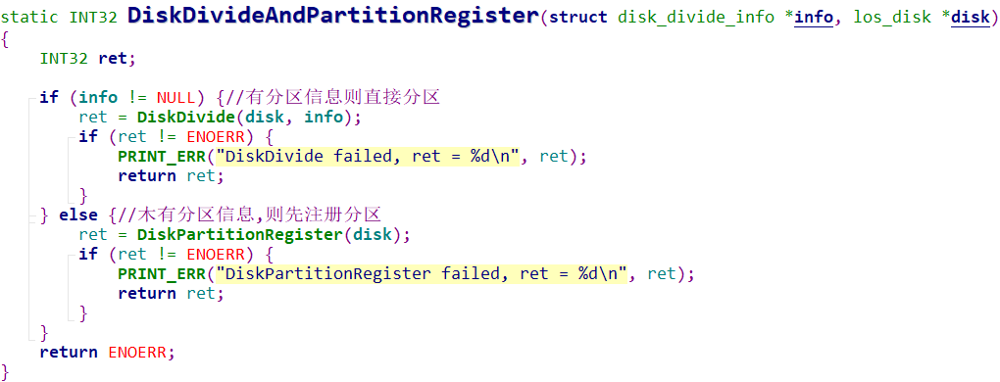 static INT32 DiskDivideAndPartitionRegister(struct disk_divide_info *info, los_disk *disk)
{
    INT32 ret;
    if (info != NULL) {//有分区信息则直接分区
        ret = DiskDivide(disk, info);
        if (ret != ENOERR) {
            PRINT_ERR("DiskDivide failed, ret = %d\n", ret);
            return ret;
        }
    } else {//木有分区信息,则先注册分区
        ret = DiskPartitionRegister(disk);
        if (ret != ENOERR) {
            PRINT_ERR("DiskPartitionRegister failed, ret = %d\n", ret);
            return ret;
        }
    }
    return ENOERR;
}